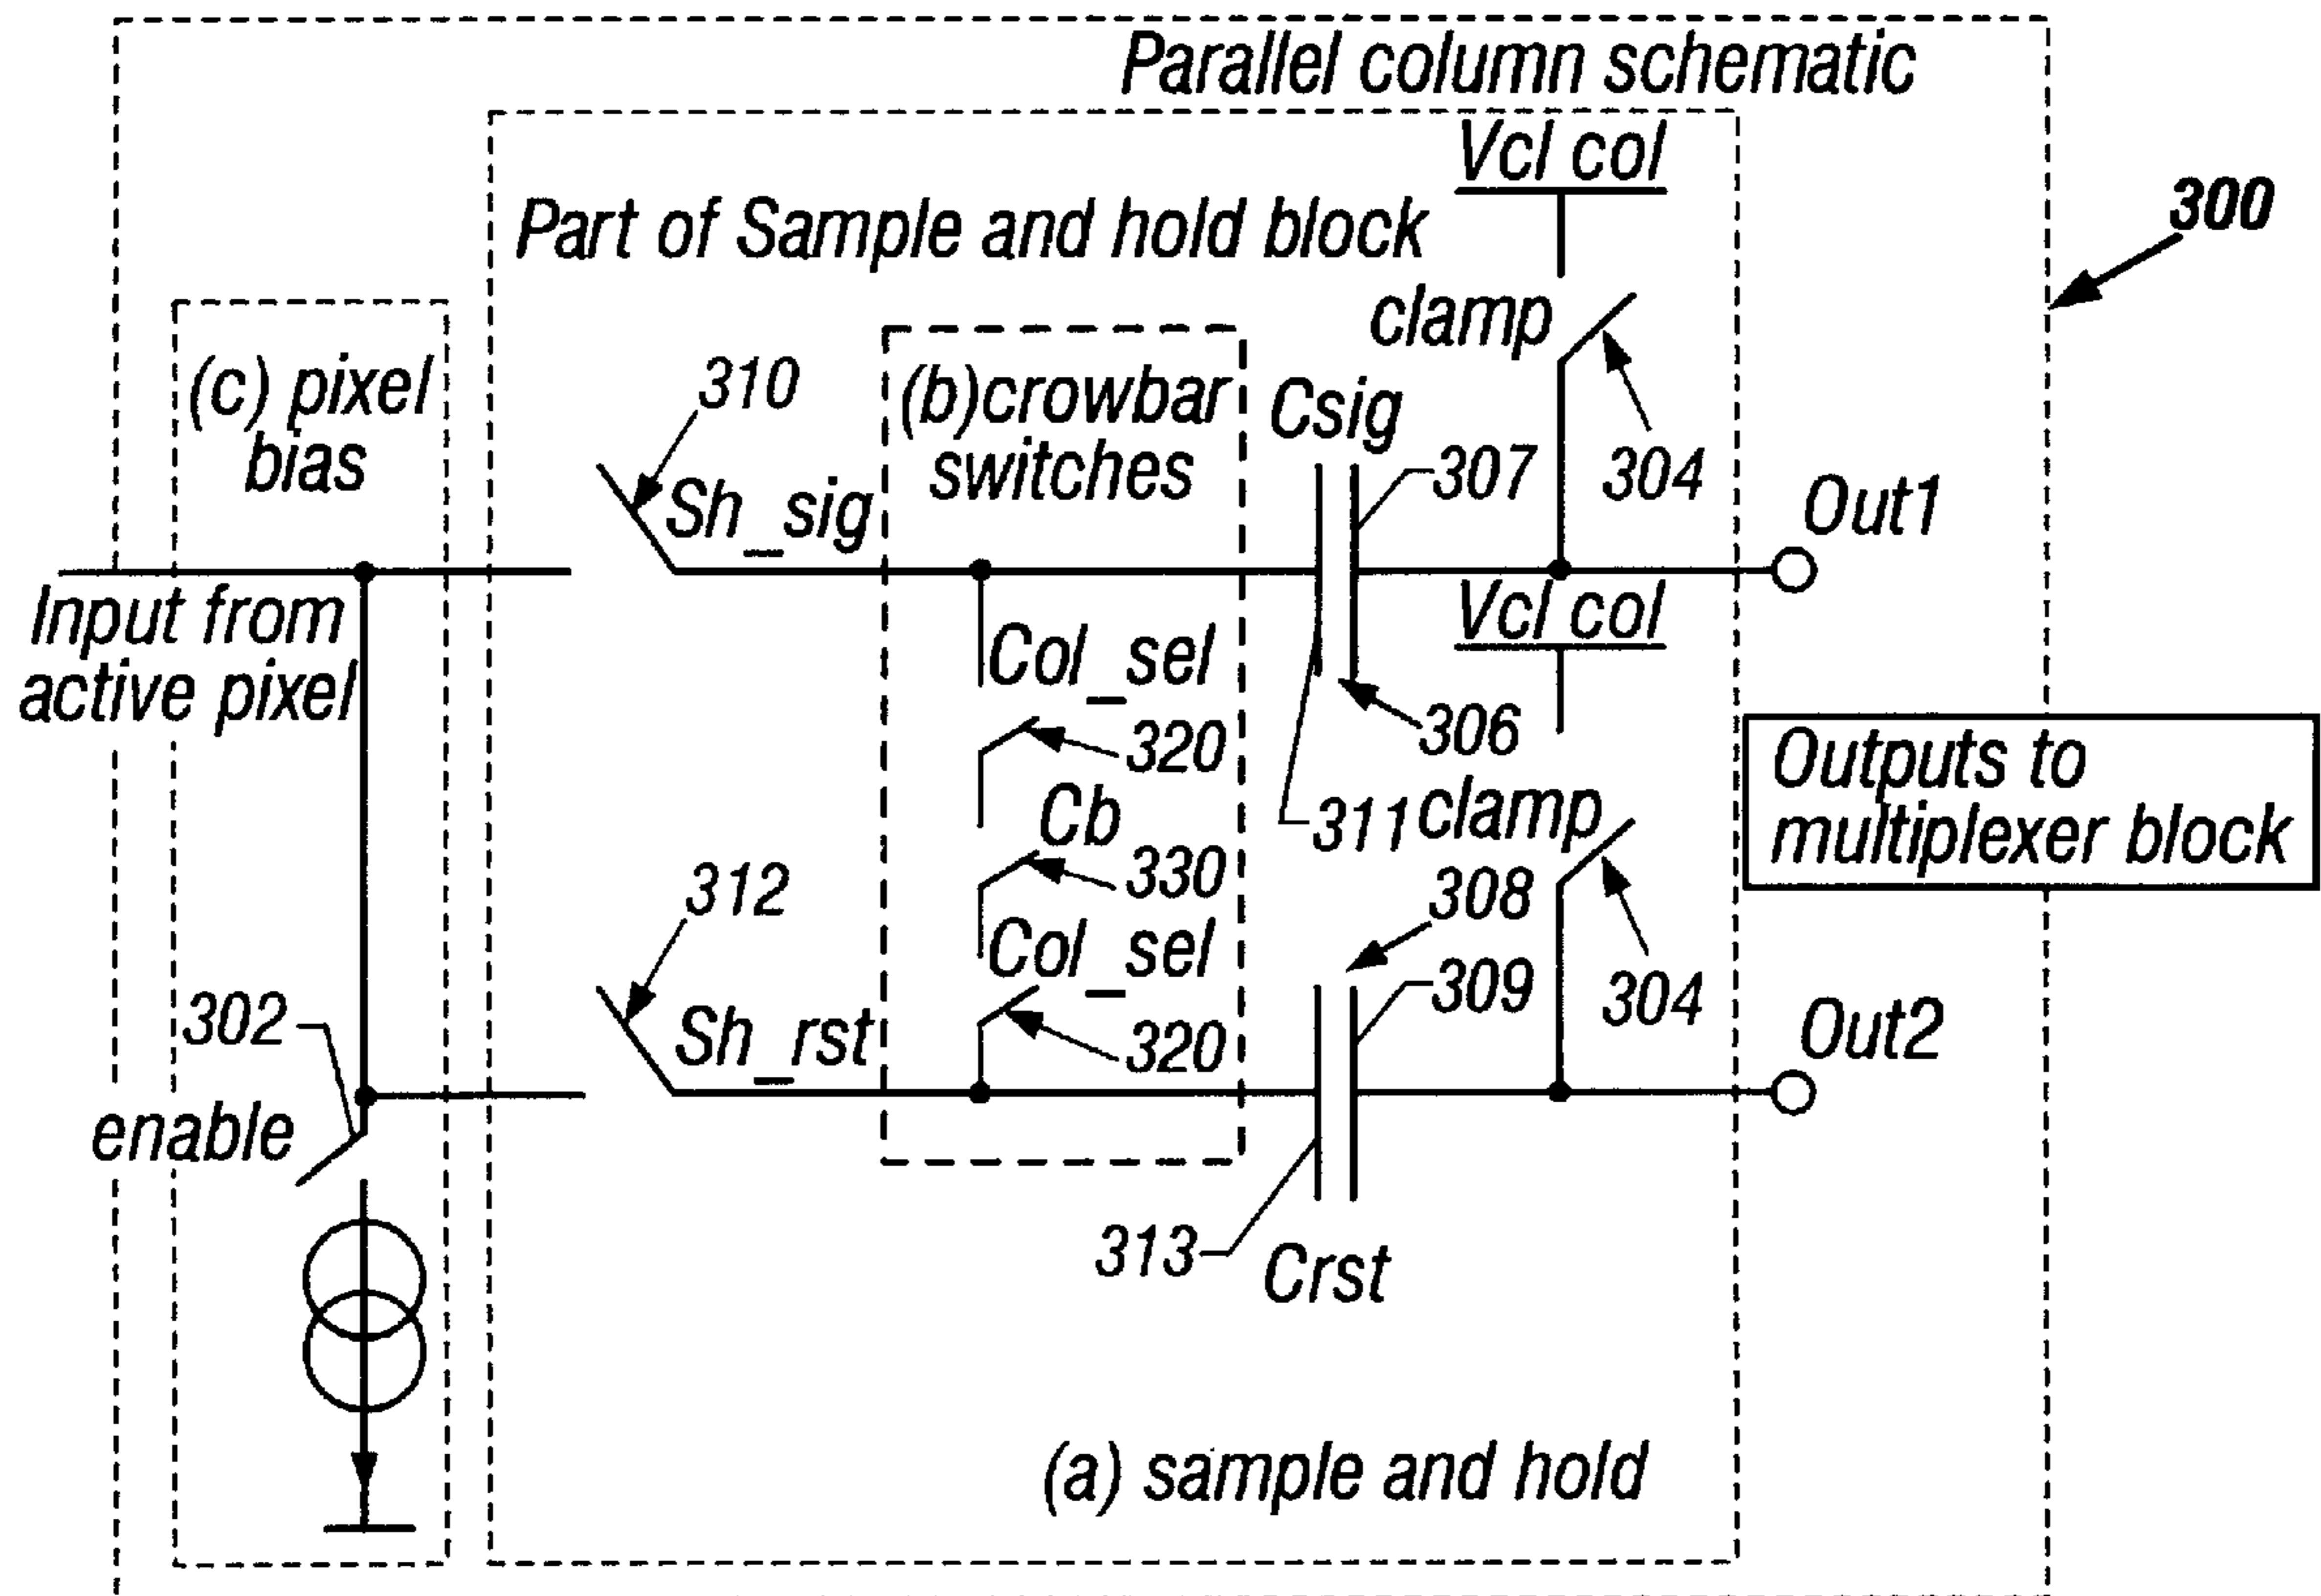 Parallel column schematic
Vcl col
300
Part of Sample and hold block
clamp
(c) pixel
bias
310
(b)crowbar
switches
Csig
307
304
Sh_sig
Out1
Input from
active pixel
Vcl col
Col_sel
320
306
Outputs to
multiplexer block
Cb
311
clamp
330
308
312
Col_sel
309
304
302
Sh_rst
320
Out2
enable
313
Crst
(a) sample and hold